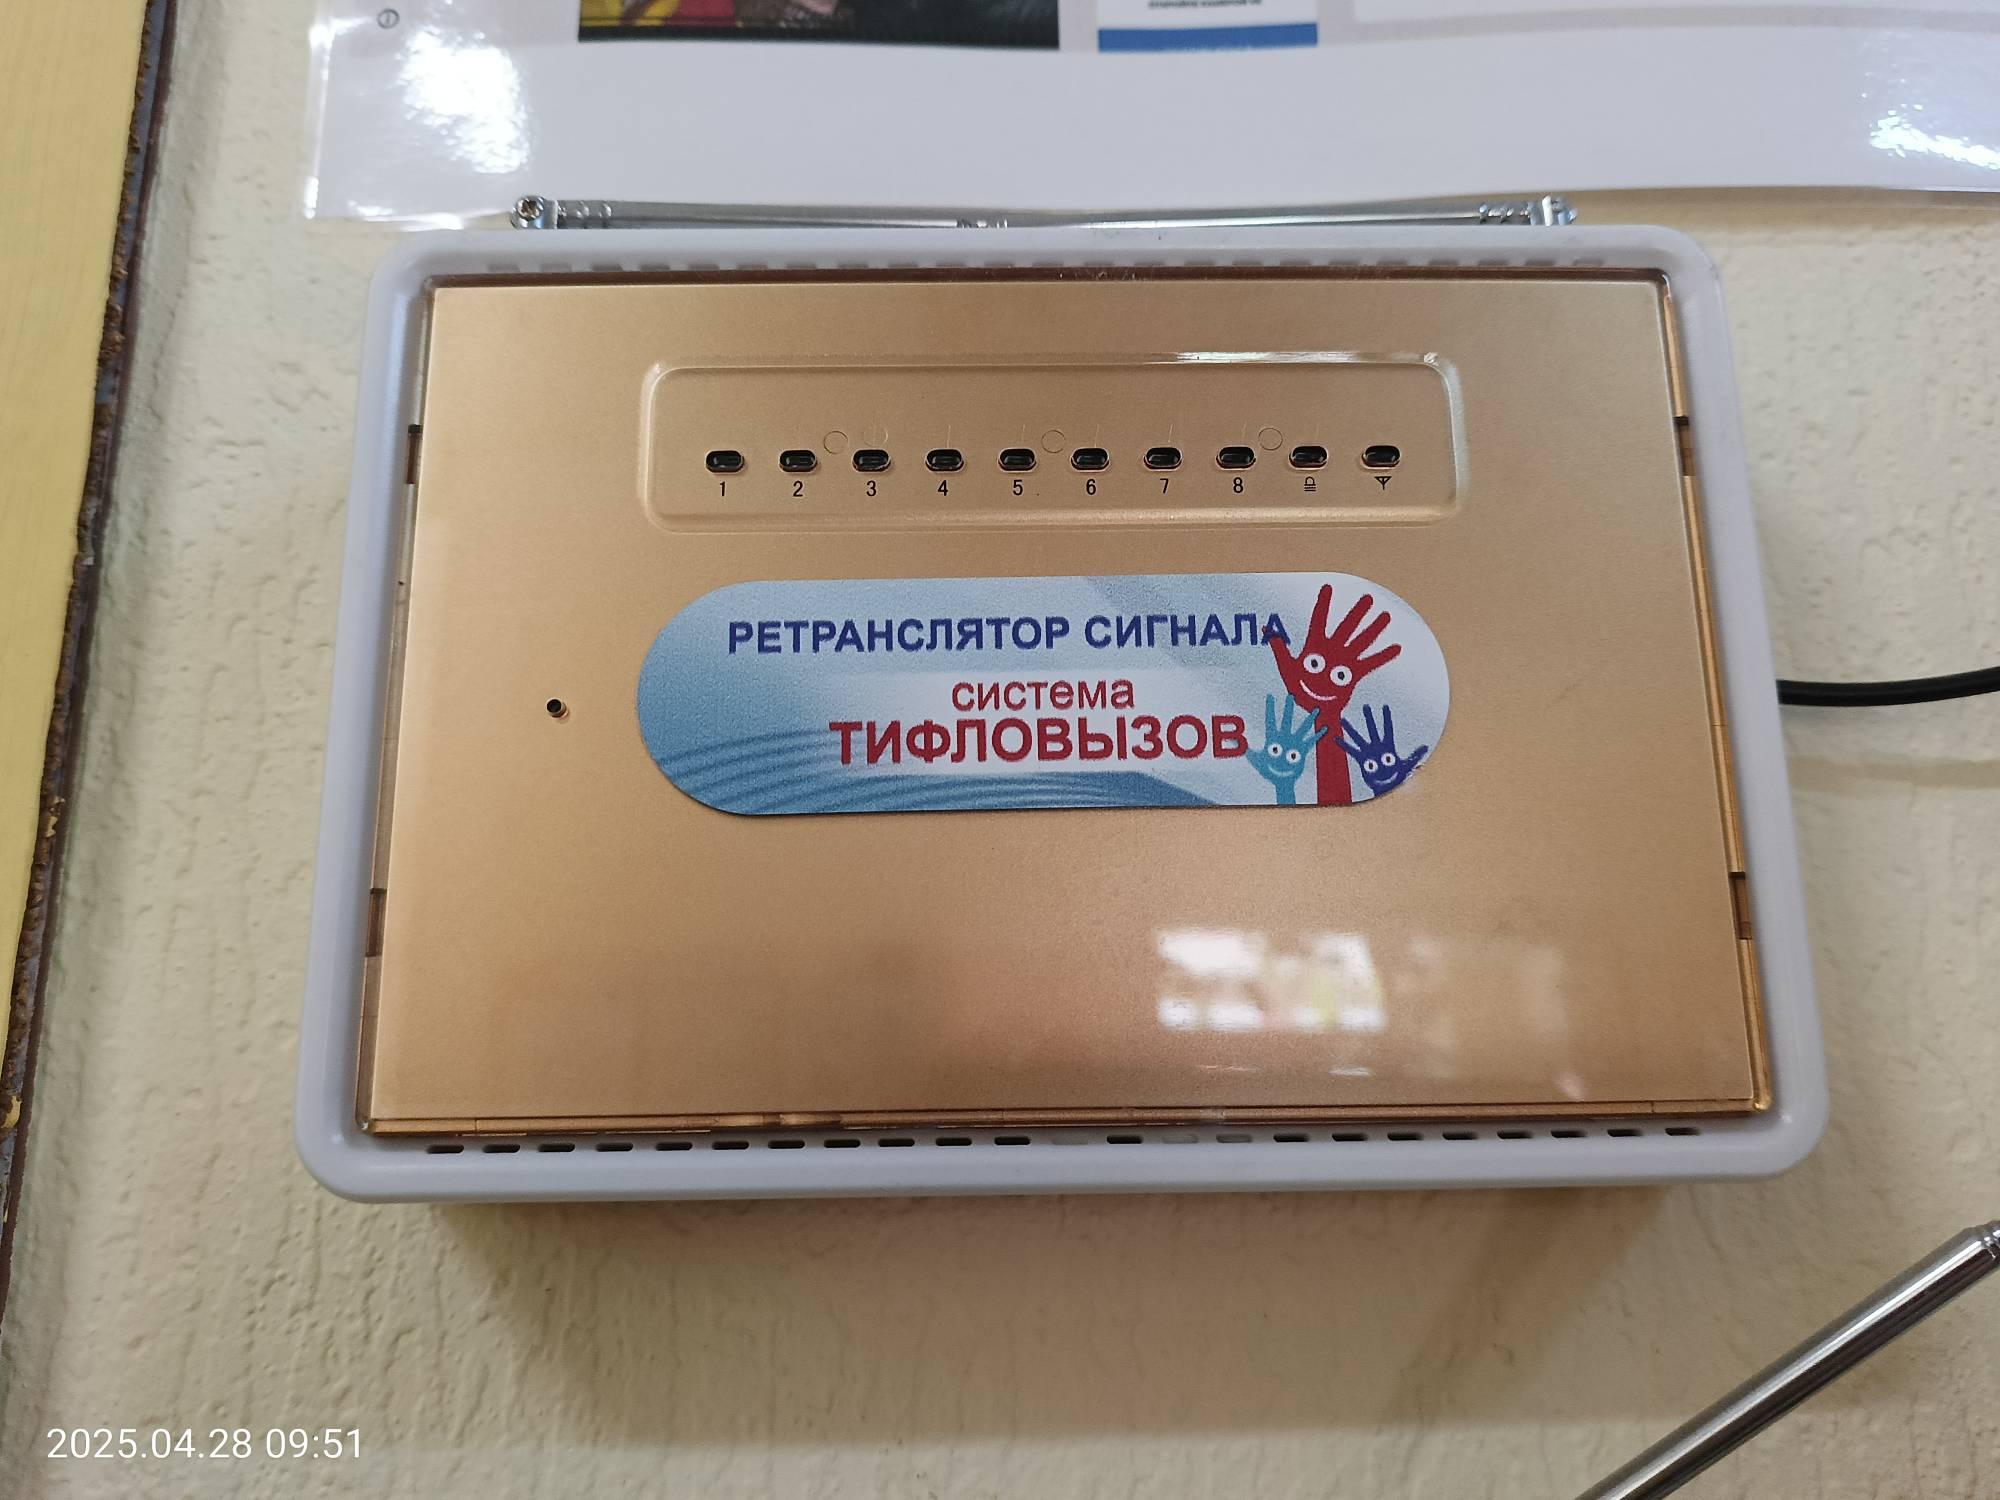 1 2 3 4 5 6 7 8
РЕТРАНСЛЯТОР СИГНАЛА
система
ТИФЛОВЫЗОВ
2025.04.28 09:51